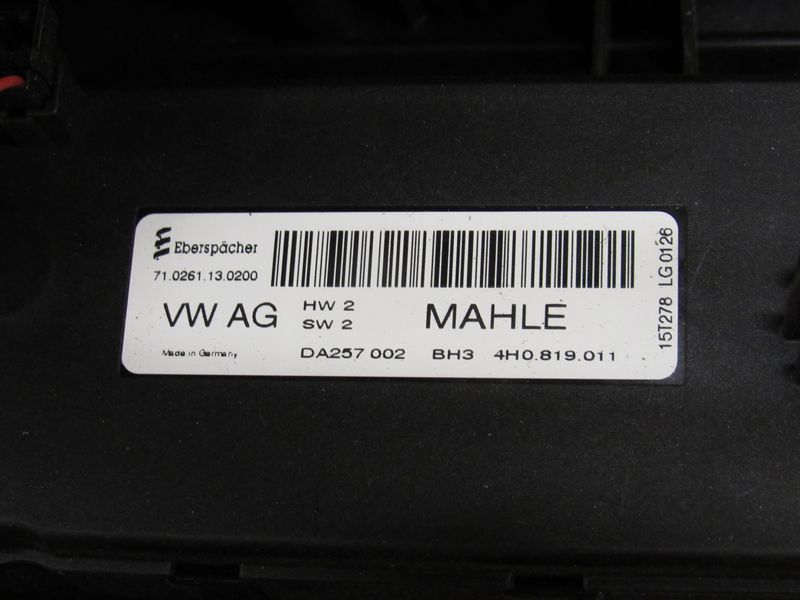 Eberspächer
71.0261.13.0200
VW AG
HW 2
SW 2
MAHLE
Made in Germany
DA257 002 BH3 4H0.819.011
15T278 LG 0126